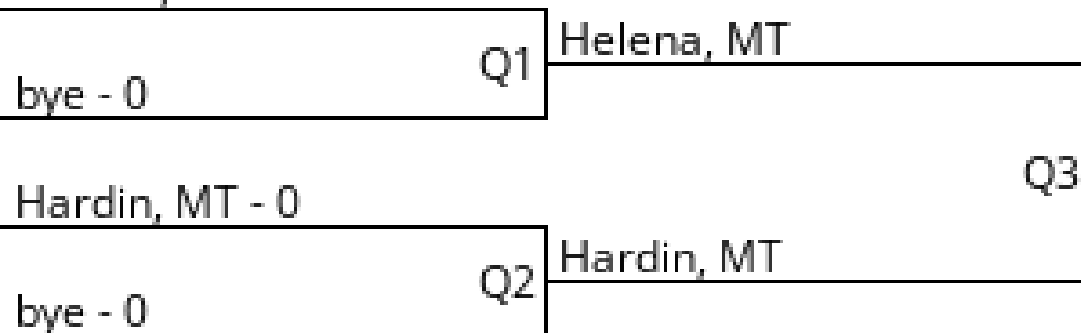 Q1
Helena, MT
bye - 0
Q3
Hardin, MT - 0
Q2
Hardin, MT
bye - 0